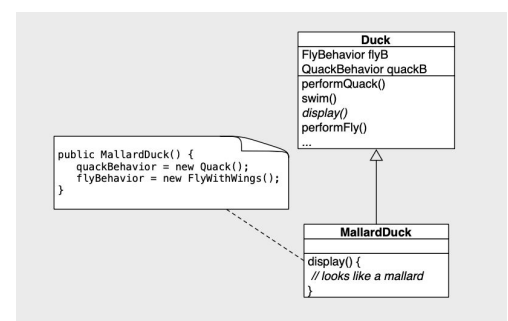 Duck
FlyBehavior flyB
QuackBehavior quackB
performQuack()
swim()
display()
performFly()
...
public MallardDuck() {
quackBehavior = new Quack();
flyBehavior = new FlyWithWings();
}
MallardDuck
display() {
// looks like a mallard
}